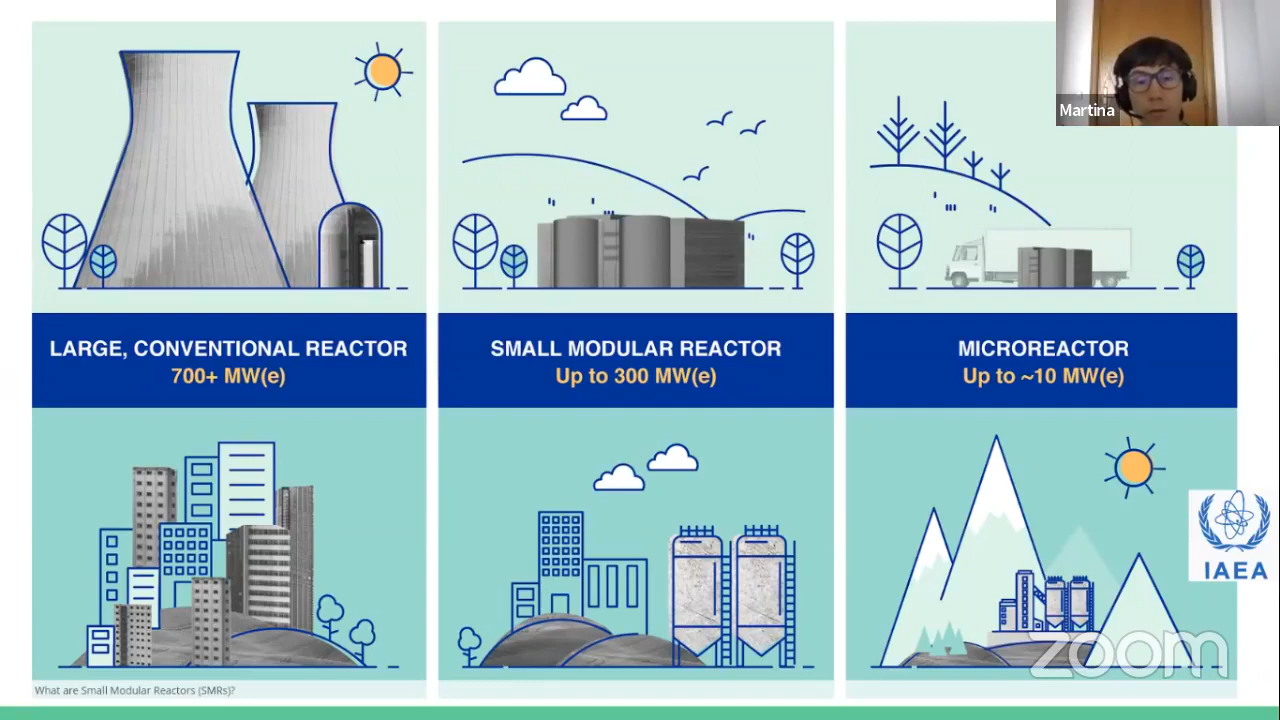 Martina
LARGE, CONVENTIONAL REACTOR
700+ MW(e)
SMALL MODULAR REACTOR
Up to 300 MW(e)
MICROREACTOR
Up to ~10 MW(e)
IAEA
zoom
What are Small Modular Reactors (SMRs)?